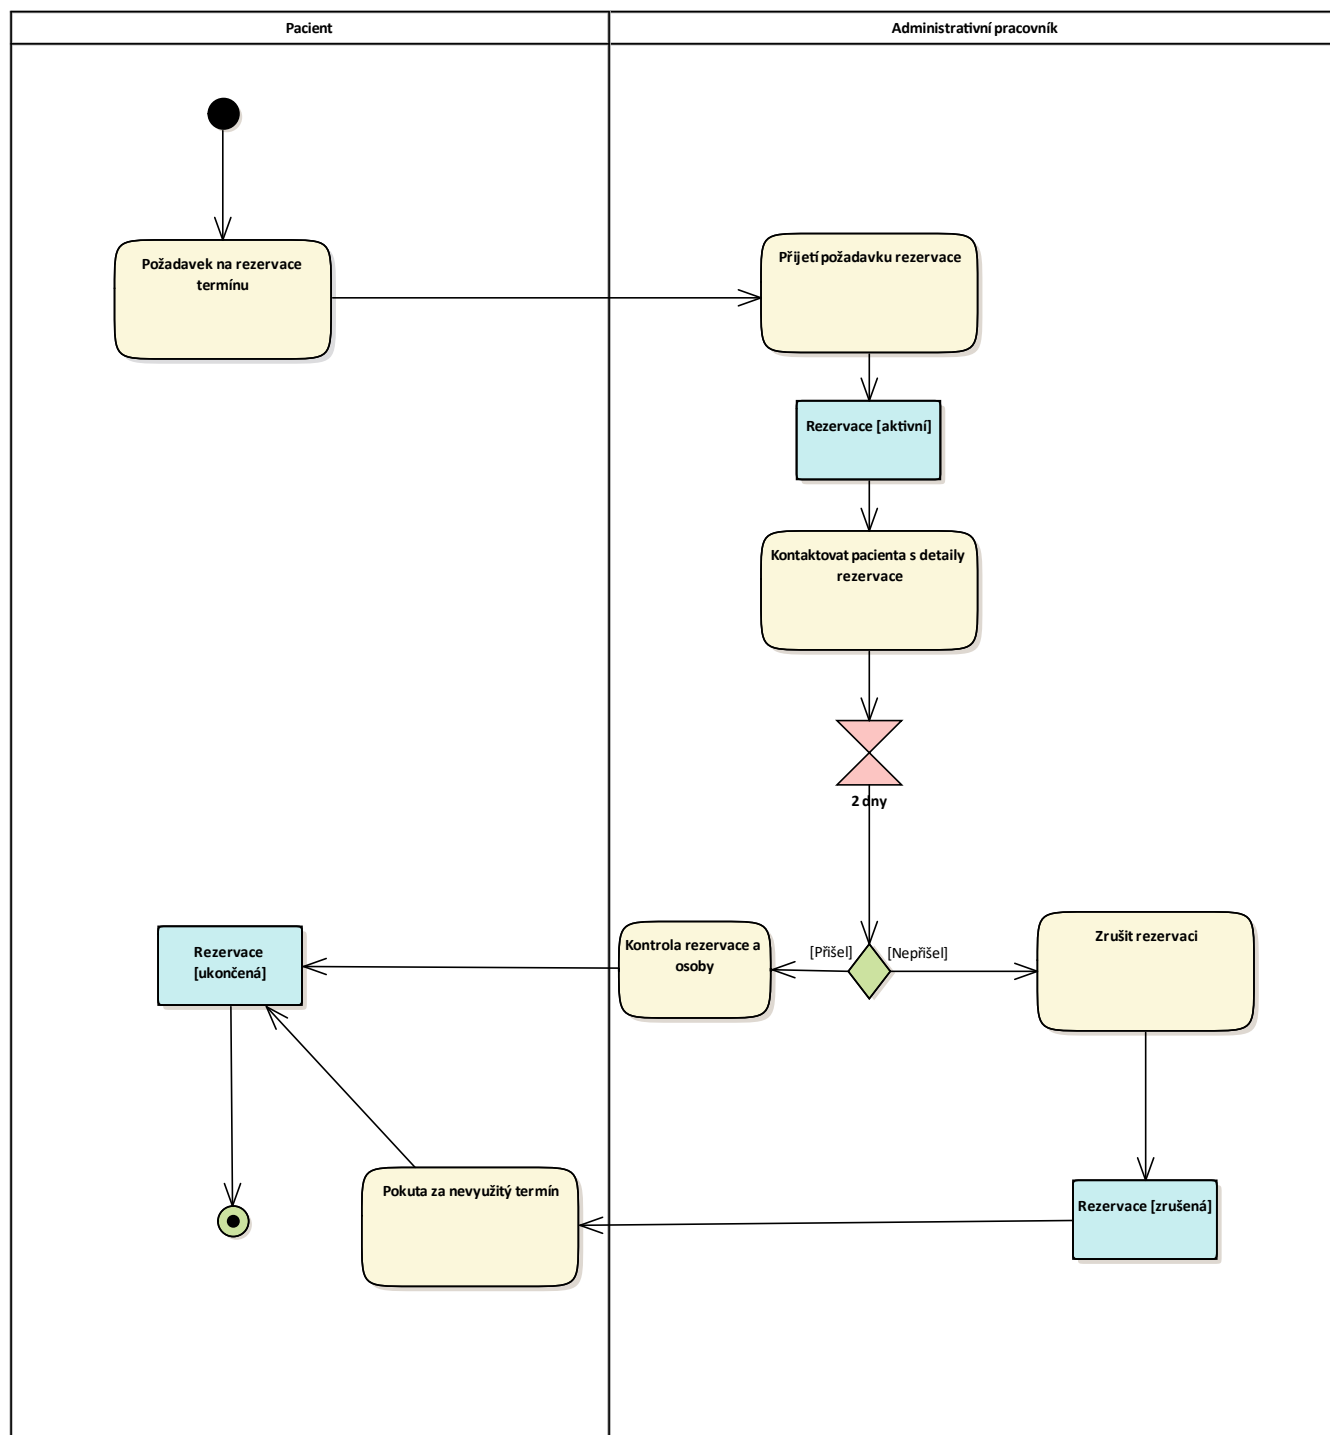 Pacient
Administrativní pracovník
Požadavek na rezervace
termínu
Přijetí požadavku rezervace
Rezervace [aktivní]
Kontaktovat pacienta s detaily
rezervace
2 dny
Rezervace
[ukončená]
Kontrola rezervace a
osoby
[Přišel]
[Nepřišel]
Zrušit rezervaci
Pokuta za nevyužitý termín
Rezervace [zrušená]